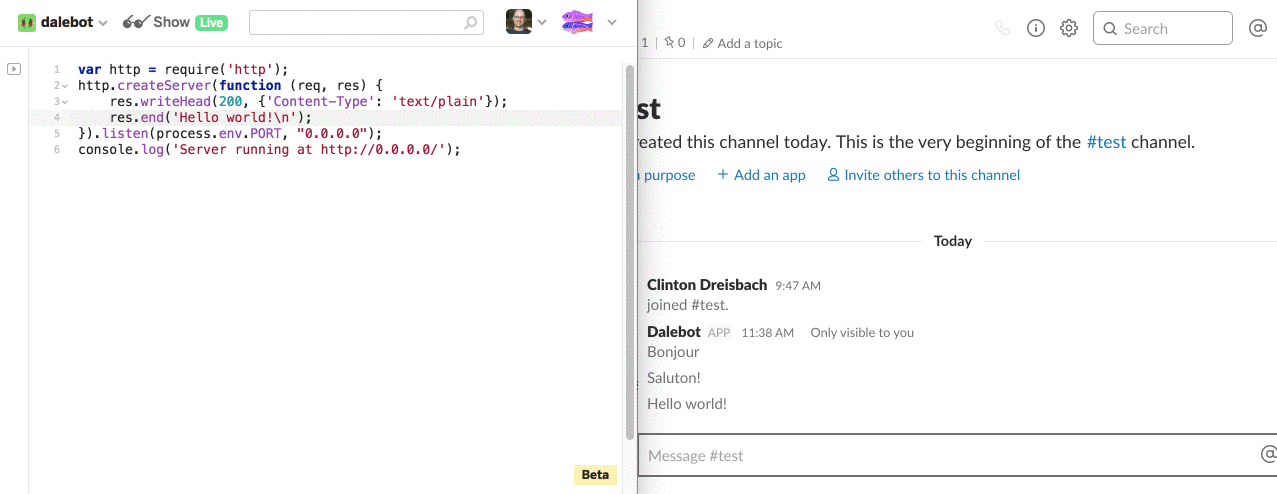 dalebot Show Live
1 var http = require('http');
2 http.createServer(function (req, res) {
3 res.writeHead(200, {'Content-Type': 'text/plain'});
4 res.end('Hello world!\n');
5 }).listen(process.env.PORT, "0.0.0.0");
6 console.log('Server running at http://0.0.0.0/');
Beta
1 | 0 | Add a topic
Search
@
st
reated this channel today. This is the very beginning of the #test channel.
purpose + Add an app Invite others to this channel
Today
Clinton Dreisbach 9:47 AM
joined #test.
Dalebot APP 11:38 AM Only visible to you
Bonjour
Saluton!
Hello world!
Message #test @